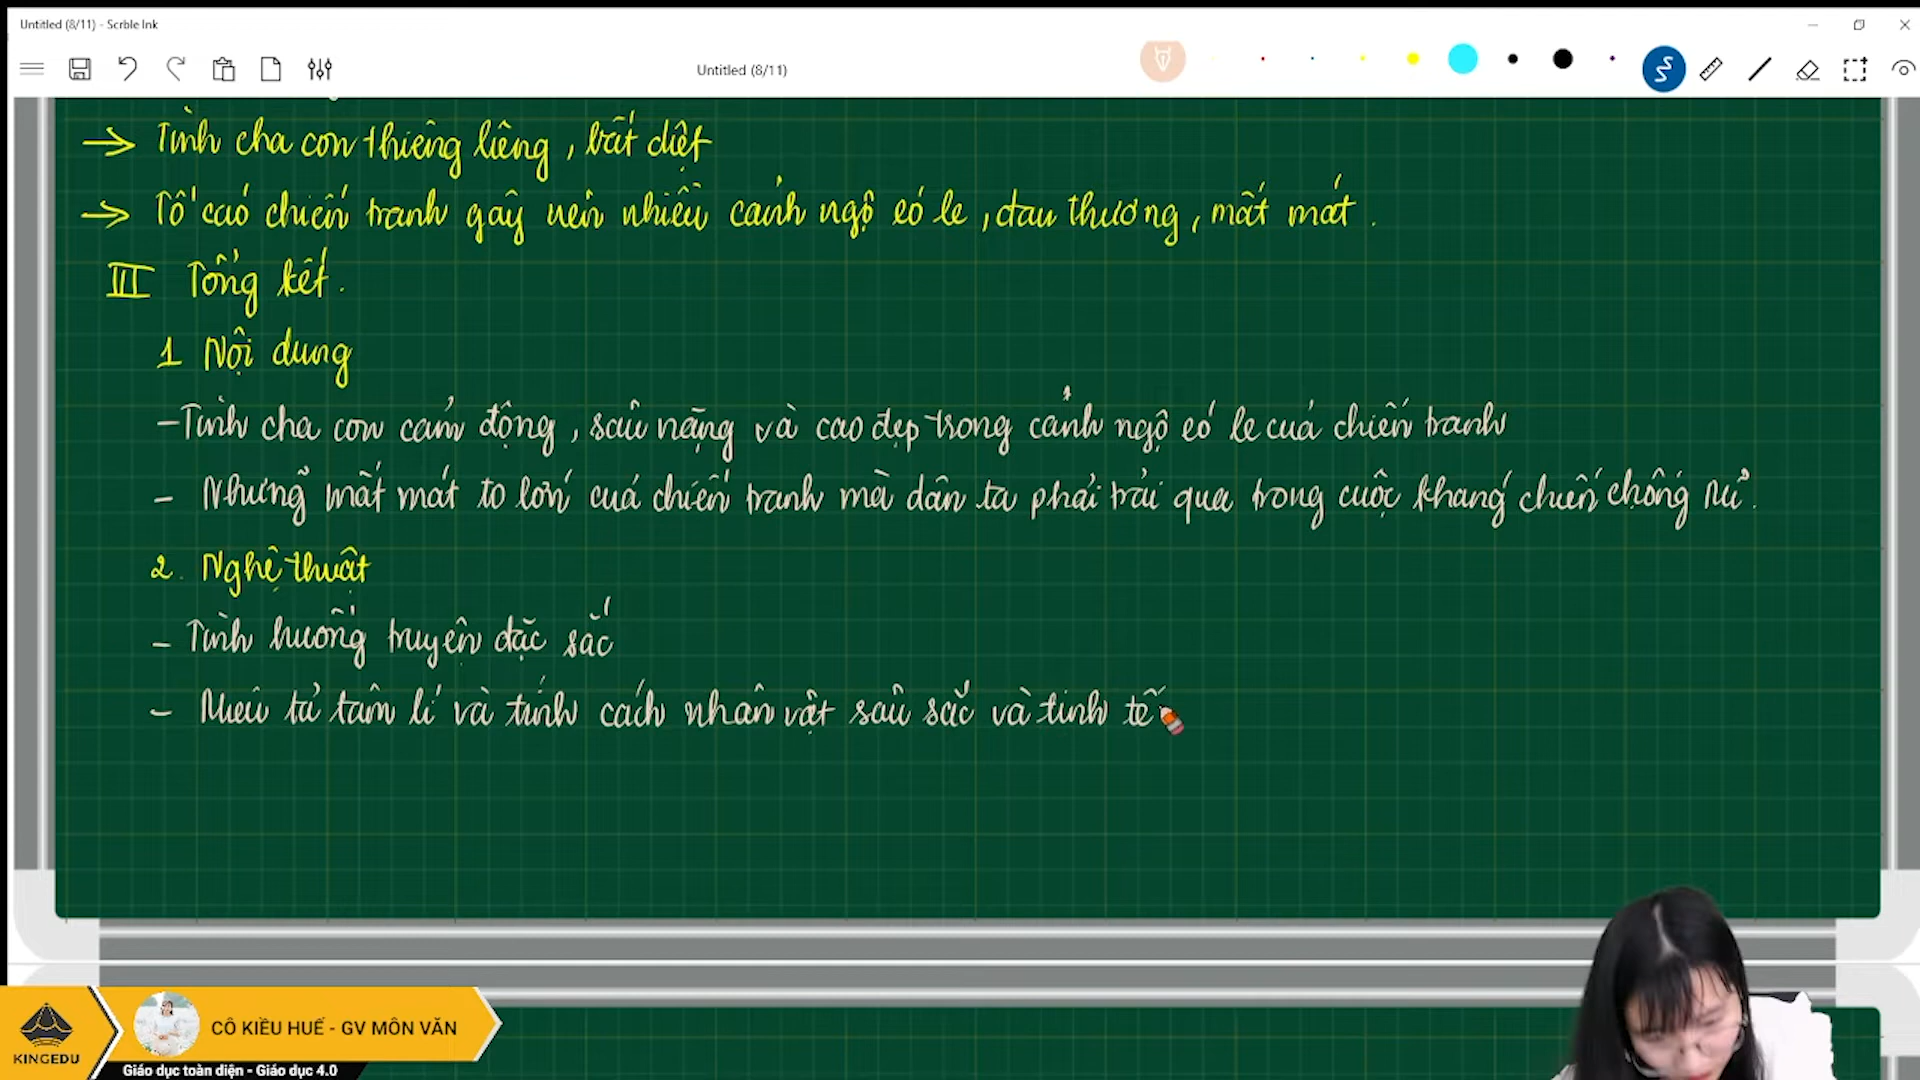 Untitled (8/11) - Scrble Ink
Untitled (8/11)
→ Tình cha con thiêng liêng, bất diệt
→ Tố cáo chiến tranh gây nên nhiều cảnh ngộ éo le, đau thương, mất mát.
III Tổng kết.
1 Nội dung
- Tình cha con cảm động, sâu nặng và cao đẹp trong cảnh ngộ éo le của chiến tranh
- Những mất mát to lớn của chiến tranh mà dân ta phải trải qua trong cuộc kháng chiến chống Mĩ.
2. Nghệ thuật
- Tình huống truyện đặc sắc
- Miêu tả tâm lí và tính cách nhân vật sâu sắc và tinh tế
CÔ KIỀU HUẾ - GV MÔN VĂN
KINGEDU
Giáo dục toàn diện - Giáo dục 4.0